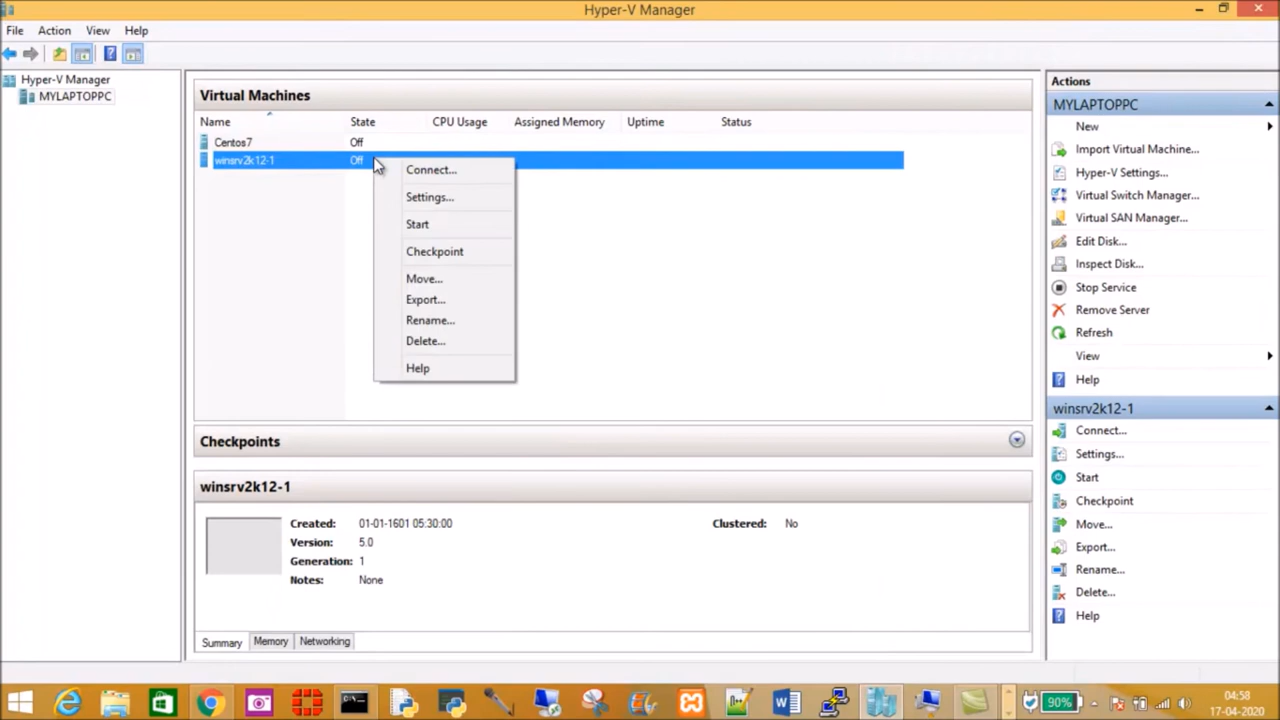 Hyper-V Manager
File Action View Help
Hyper-V Manager
MYLAPTOPPC
Virtual Machines
Name State CPU Usage Assigned Memory Uptime Status
Centos7 Off
winsrv2k12-1 Off
Connect...
Settings...
Start
Checkpoint
Move...
Export...
Rename...
Delete...
Help
Checkpoints
winsrv2k12-1
Created: 01-01-1601 05:30:00 Clustered: No
Version: 5.0
Generation: 1
Notes: None
Summary Memory Networking
Actions
MYLAPTOPPC
New
Import Virtual Machine...
Hyper-V Settings...
Virtual Switch Manager...
Virtual SAN Manager...
Edit Disk...
Inspect Disk...
Stop Service
Remove Server
Refresh
View
Help
winsrv2k12-1
Connect...
Settings...
Start
Checkpoint
Move...
Export...
Rename...
Delete...
Help
90%
04:58
17-04-2020